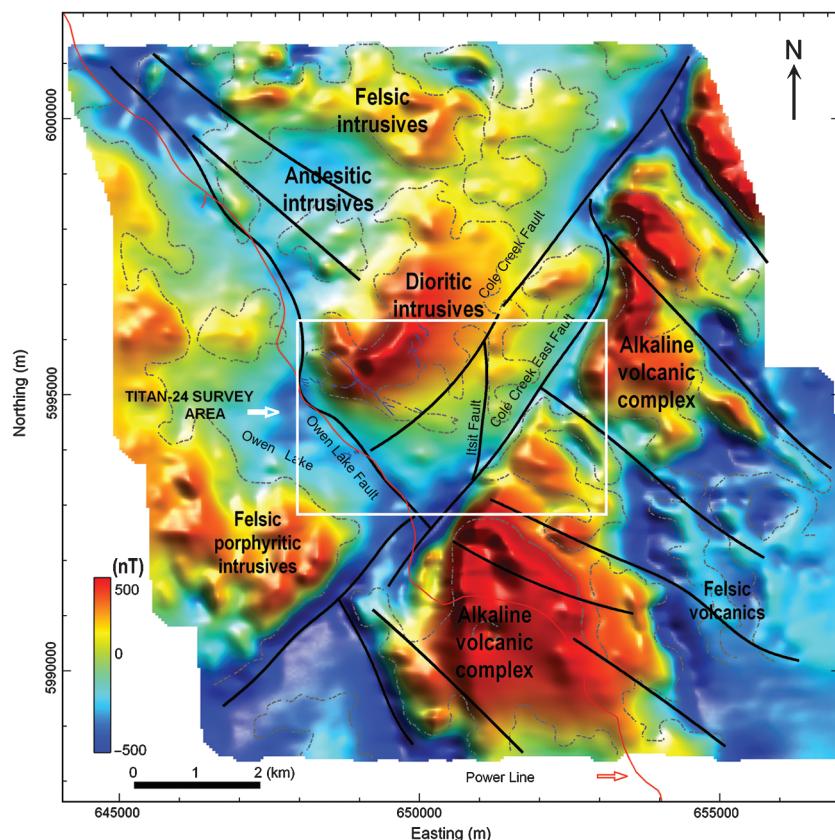 N
6000000
Felsic
intrusives
Andesitic
intrusives
Dioritic
intrusives
Cole Creek Fault
Cole Creek East Fault
Alkaline
volcanic
complex
Northing (m)
5995000
TITAN-24 SURVEY
AREA
Itsit Fault
Owen Lake
Owen Lake Fault
Felsic
porphyritic
intrusives
(nT)
500
0
−500
Felsic
volcanics
Alkaline
volcanic
complex
5990000
0 1 2 (km)
Power Line
645000 650000 655000
Easting (m)